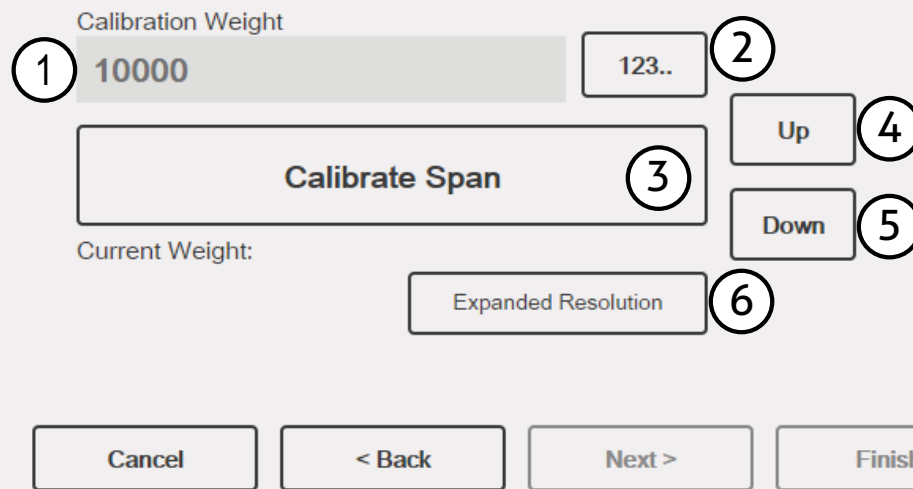 Calibration Weight
1 10000 123.. 2
Up 4
Calibrate Span 3
Down 5
Current Weight:
Expanded Resolution 6
Cancel < Back Next > Finish